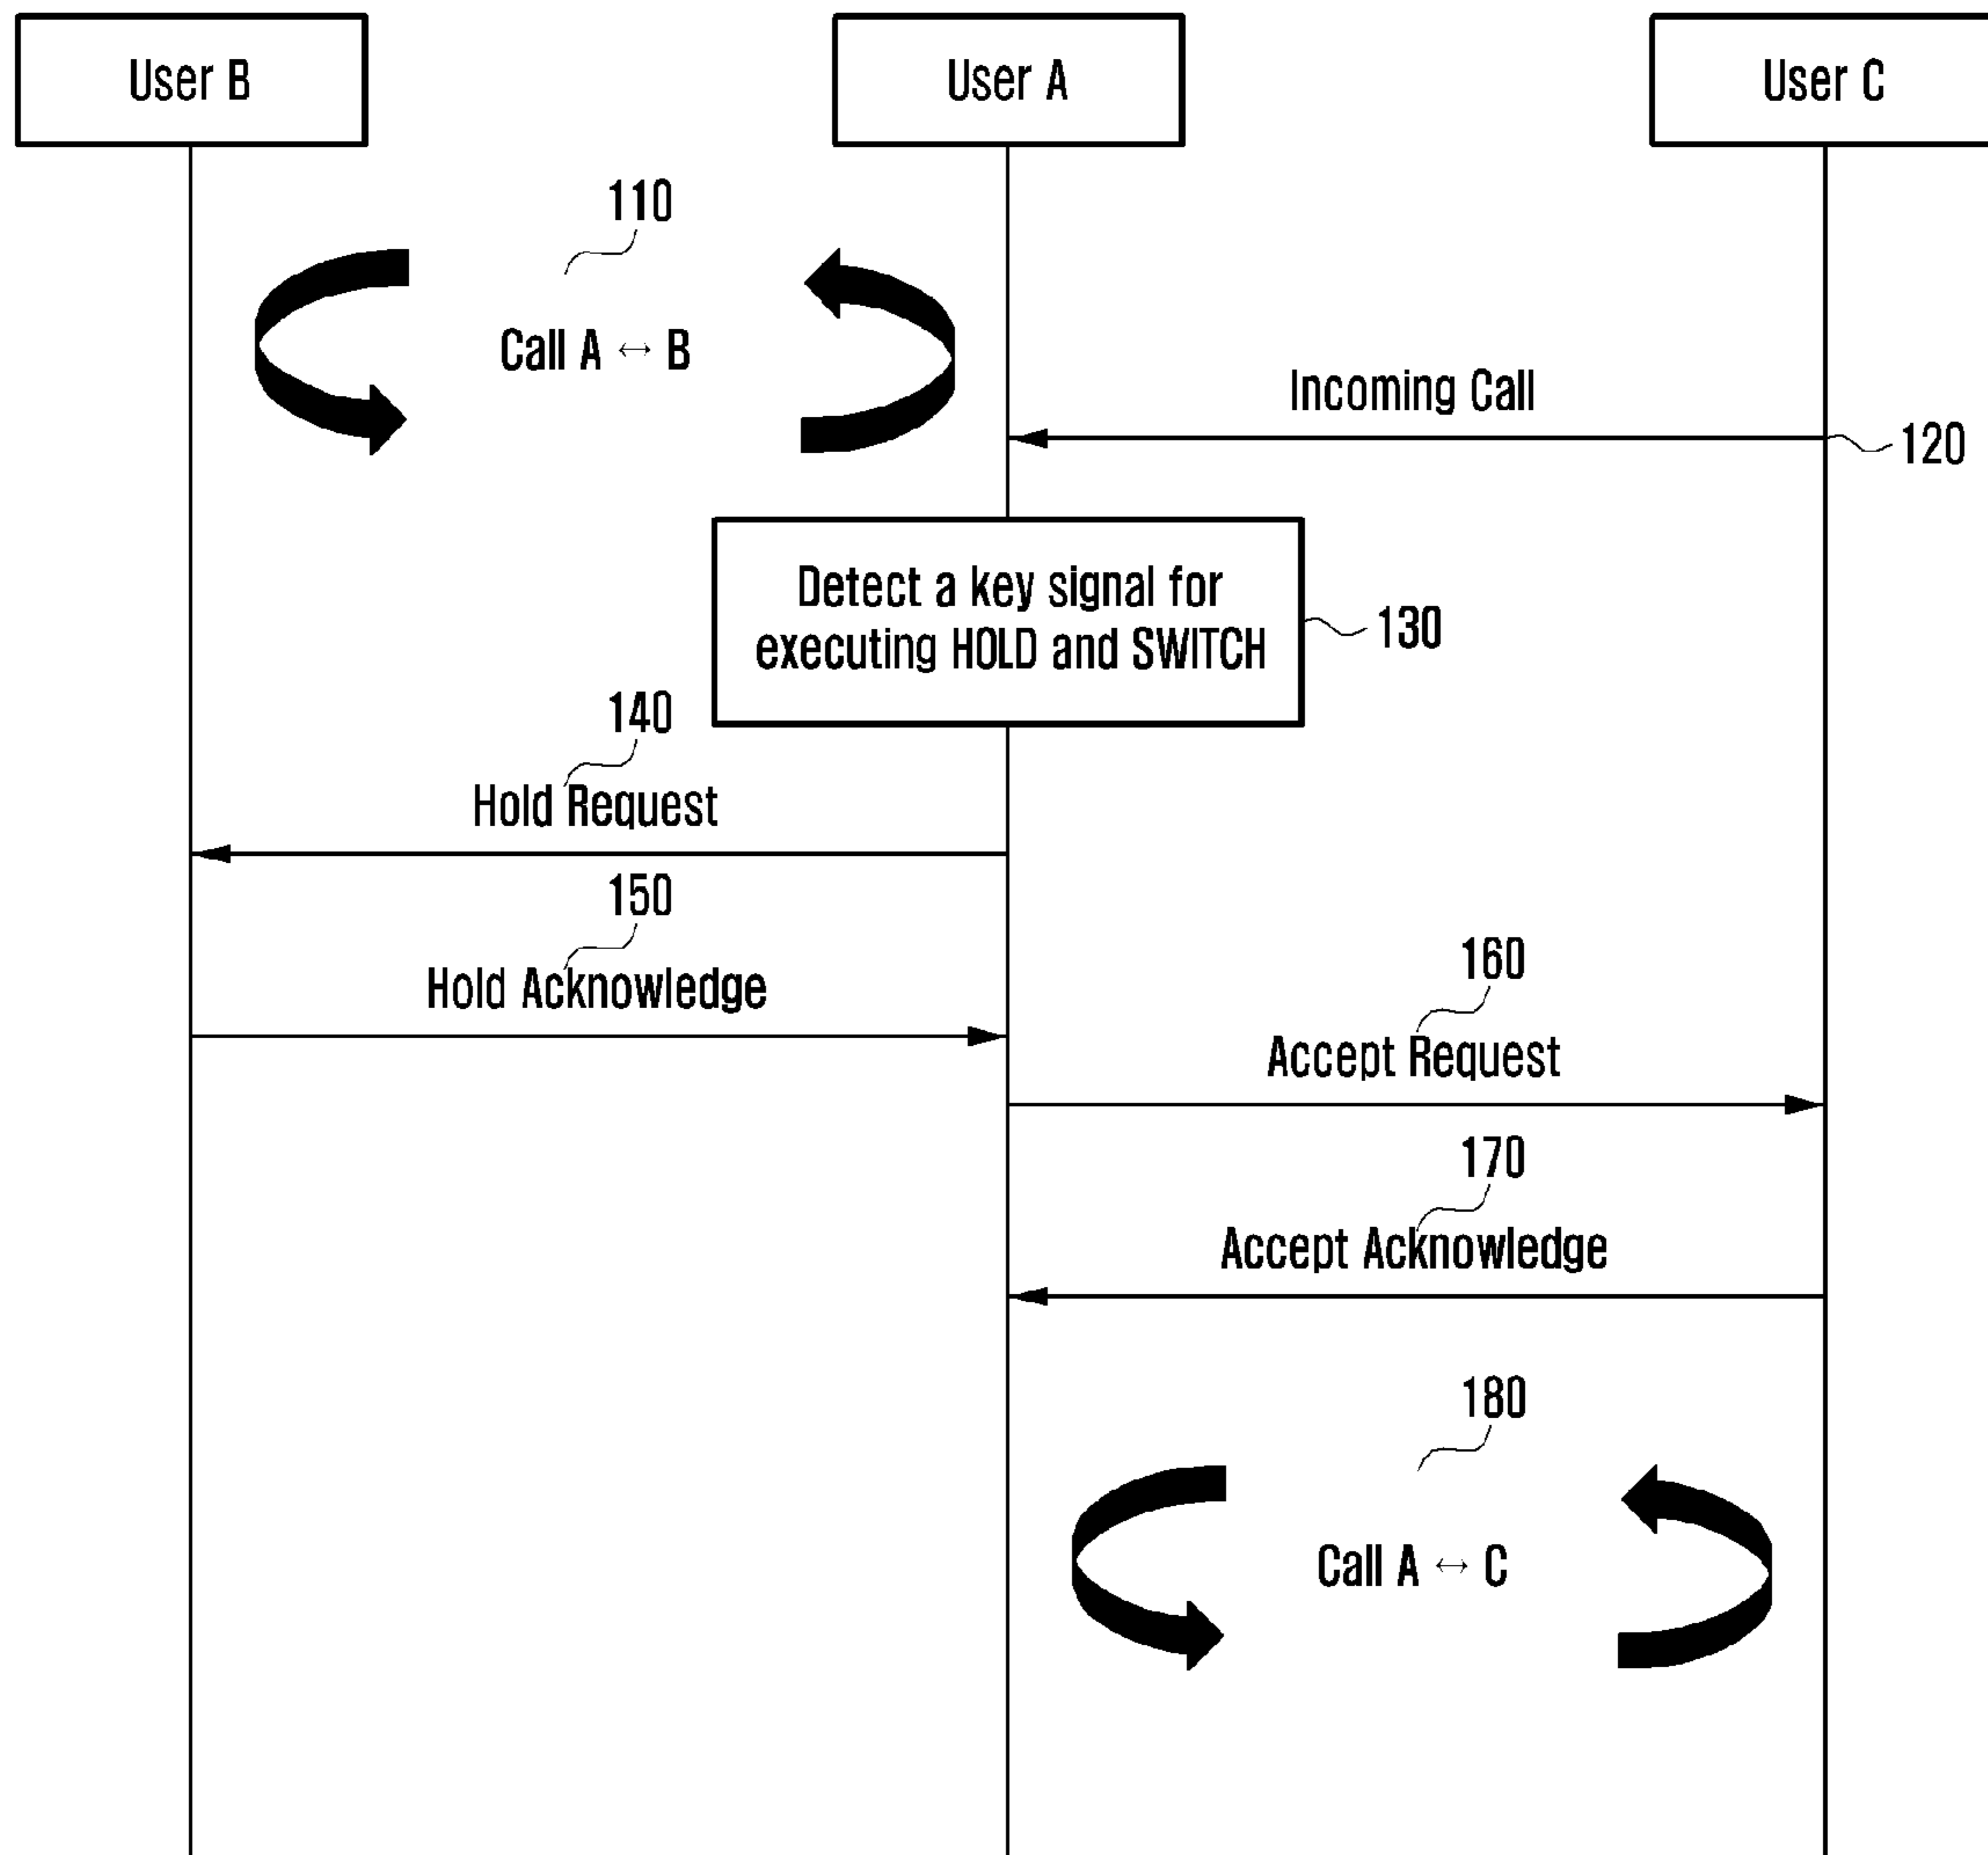 User B
User A
User C
110
Call A ↔ B
Incoming Call
120
Detect a key signal for
executing HOLD and SWITCH
130
140
Hold Request
150
Hold Acknowledge
160
Accept Request
170
Accept Acknowledge
180
Call A ↔ C